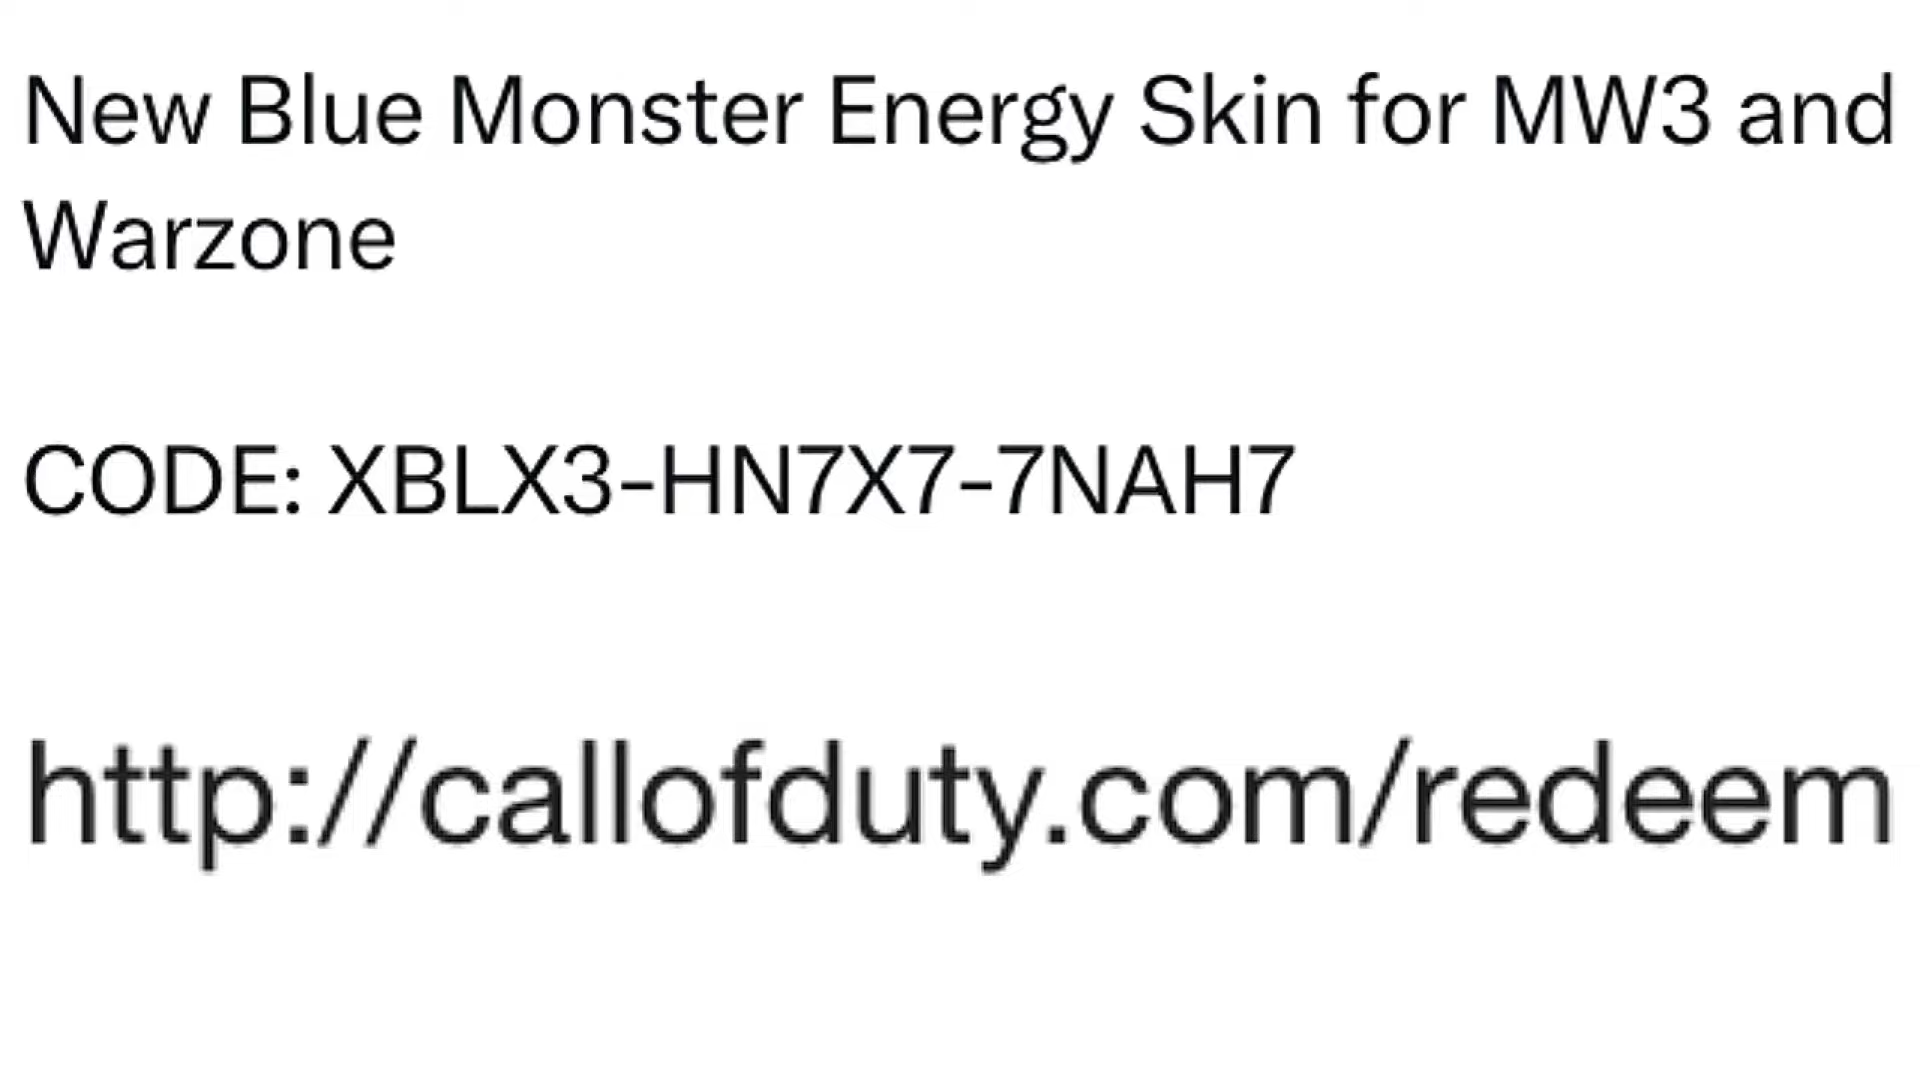 New Blue Monster Energy Skin for MW3 and
Warzone
CODE: XBLX3-HN7X7-7NAH7
http://callofduty.com/redeem